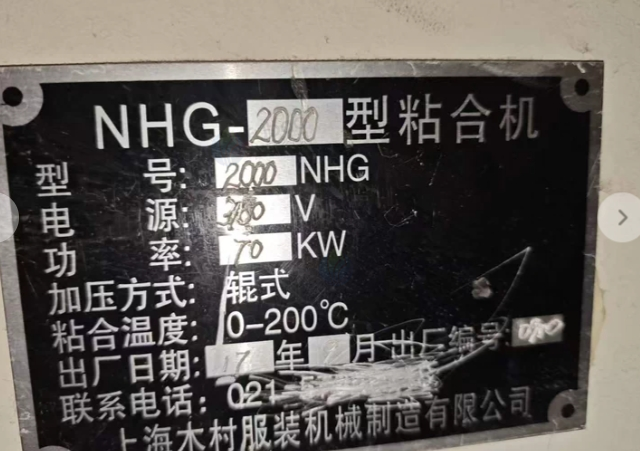 NHG-2000型粘合机
型 号: 2000 NHG
电 源: 380 V
功 率: 70 KW
加压方式: 辊式
粘合温度: 0-200℃
出厂日期: 17 年 月 出厂编号:
联系电话: 021
上海木村服装机械制造有限公司